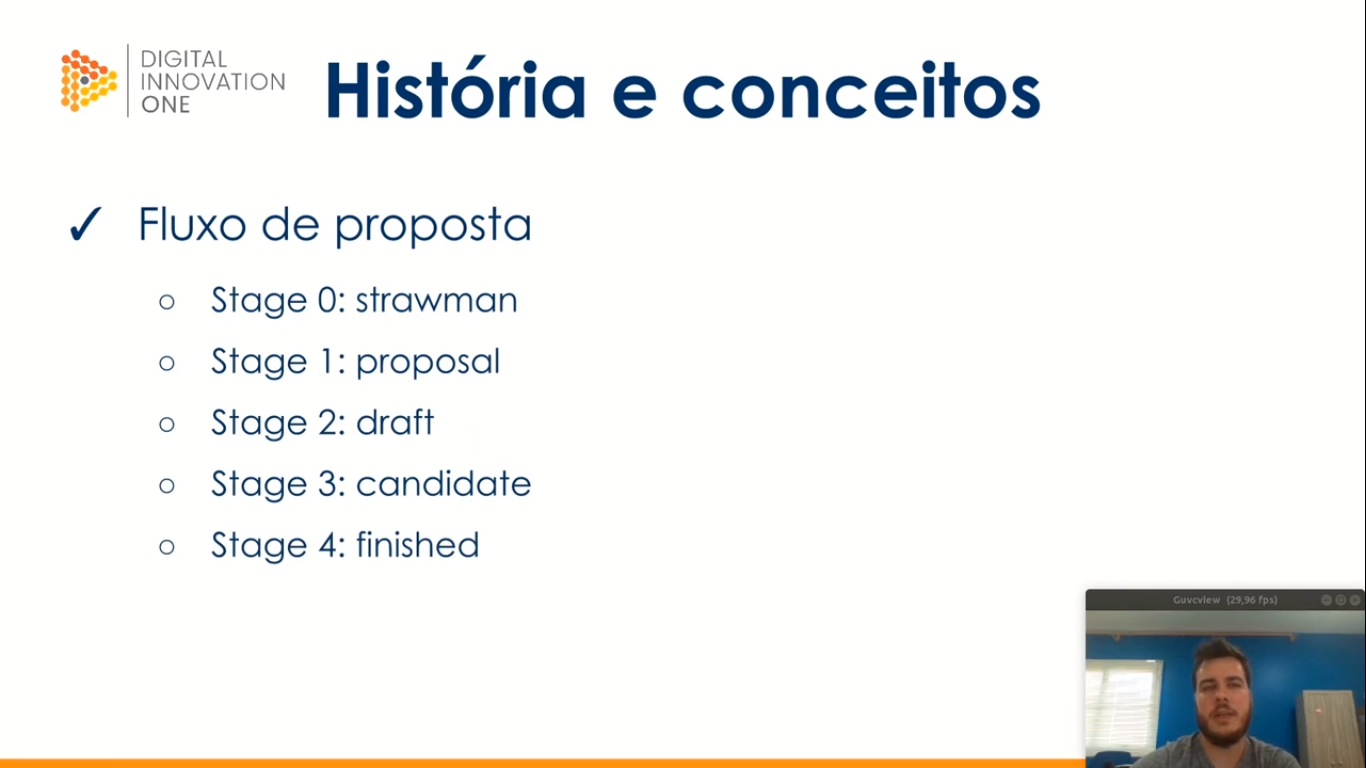 DIGITAL
INNOVATION
ONE
História e conceitos
✓ Fluxo de proposta
○ Stage 0: strawman
○ Stage 1: proposal
○ Stage 2: draft
○ Stage 3: candidate
○ Stage 4: finished
Guvcview (29,96 fps)